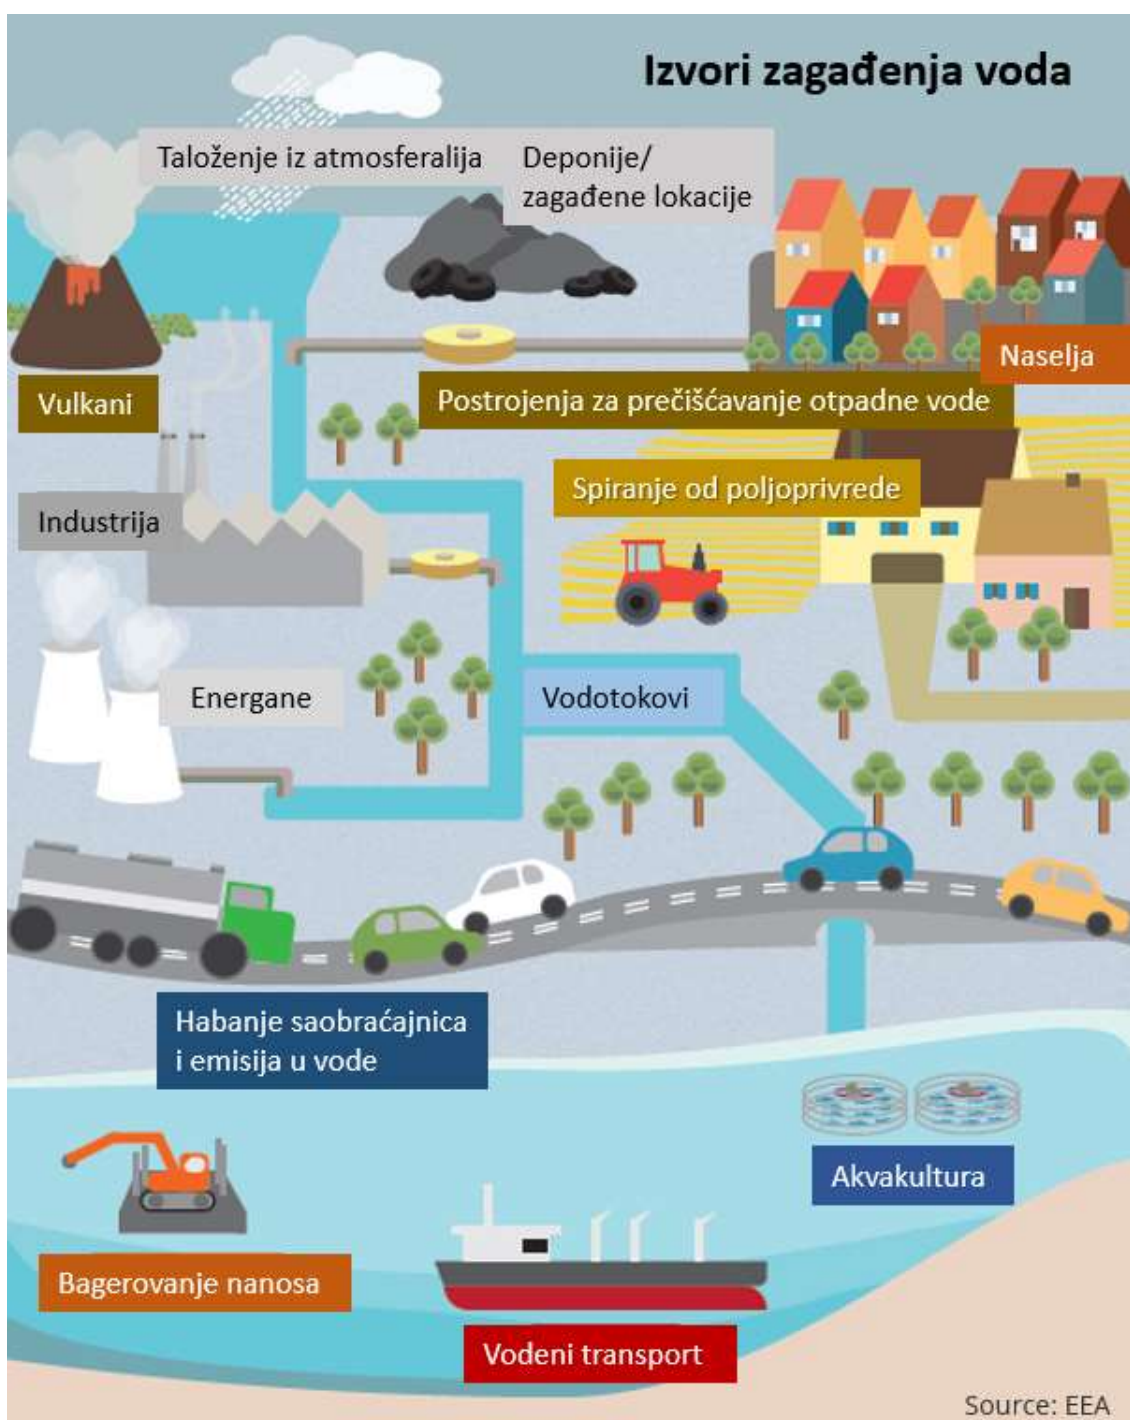 Izvori zagađenja voda
Taloženje iz atmosferalija
Deponije/
zagađene lokacije
Naselja
Vulkani
Postrojenja za prečišćavanje otpadne vode
Spiranje od poljoprivrede
Industrija
Energane
Vodotokovi
Habanje saobraćajnica
i emisija u vode
Akvakultura
Bagerovanje nanosa
Vodeni transport
Source: EEA